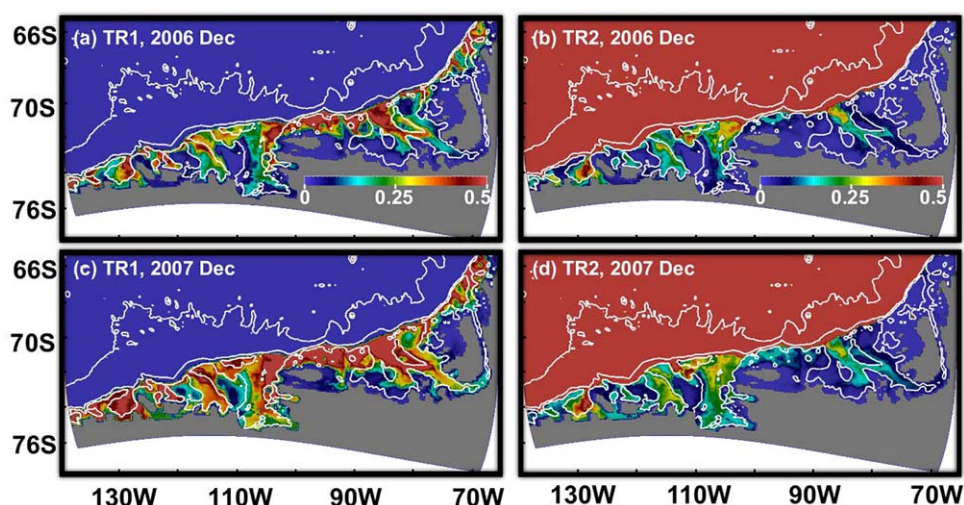 66S
(a) TR1, 2006 Dec
(b) TR2, 2006 Dec
70S
0 0.25 0.5
0 0.25 0.5
76S
66S
(c) TR1, 2007 Dec
(d) TR2, 2007 Dec
70S
76S
130W 110W 90W 70W
130W 110W 90W 70W